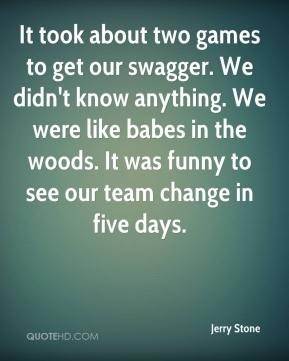 It took about two games
to get our swagger. We
didn't know anything. We
were like babes in the
woods. It was funny to
see our team change in
five days.
Jerry Stone
QUOTEHD.COM